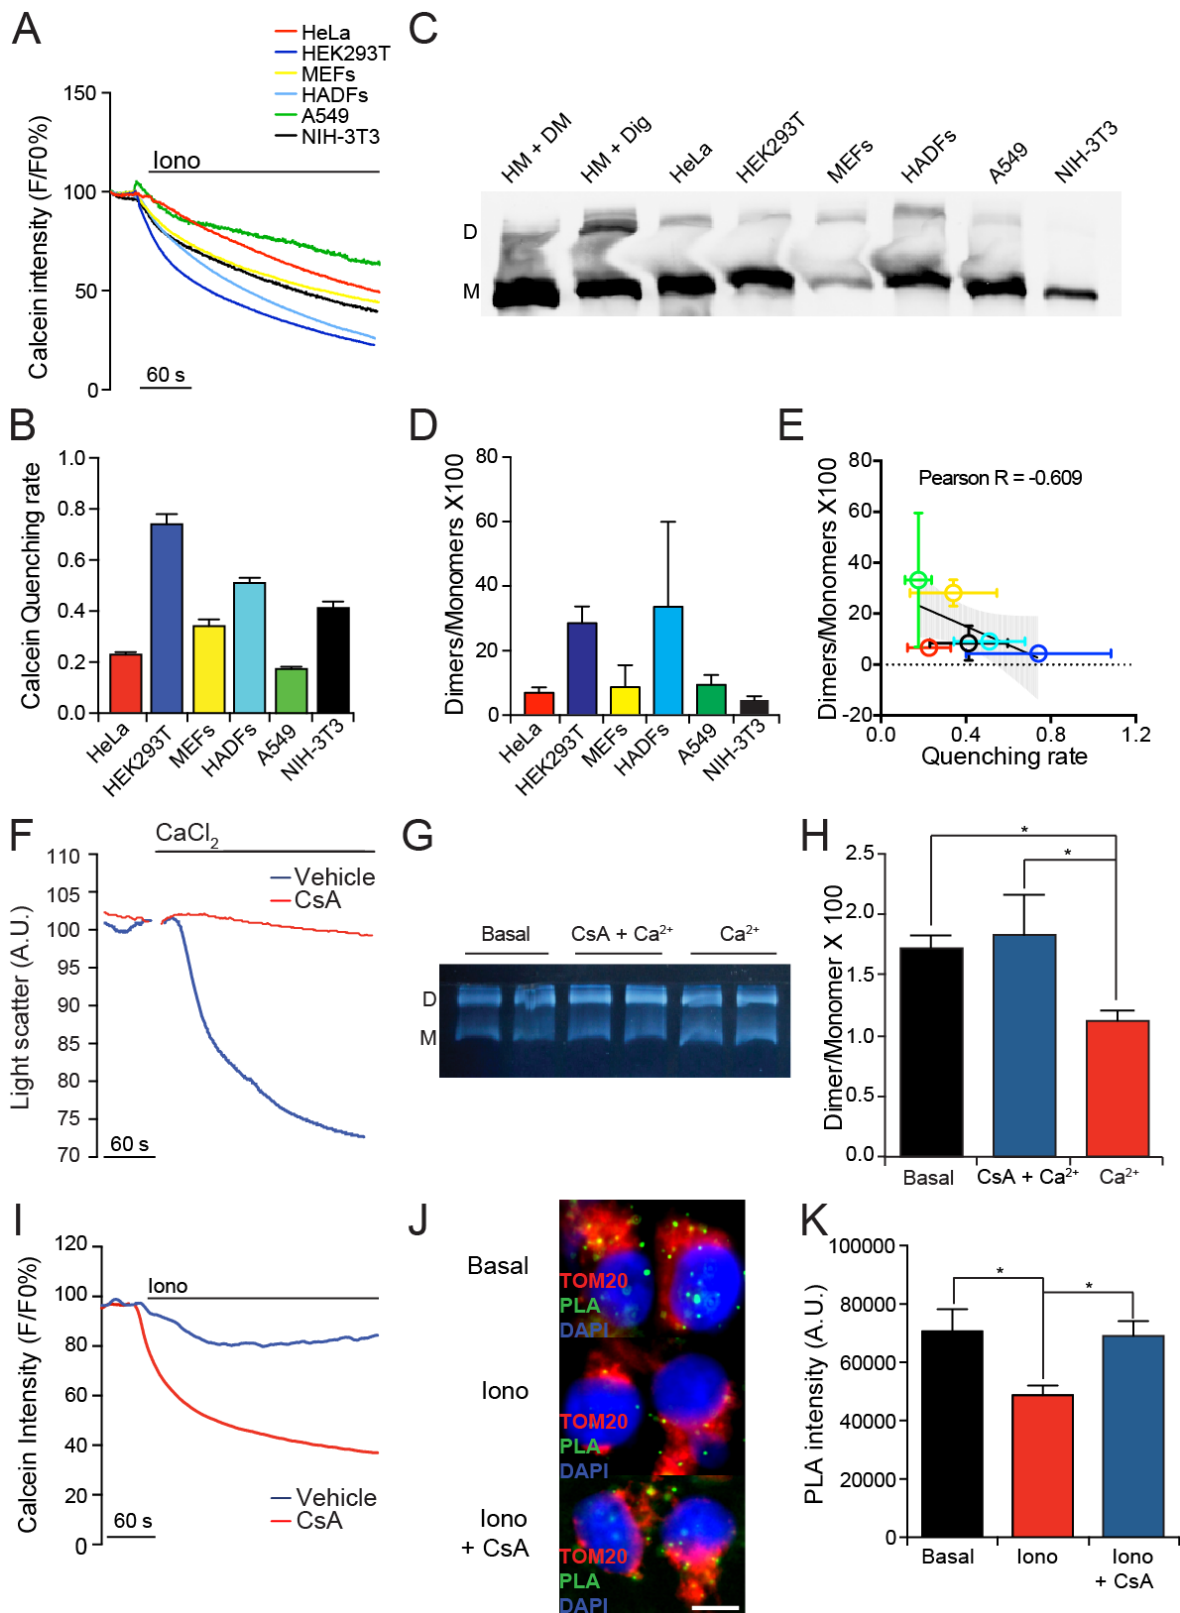 A
HeLa
HEK293T
MEFs
HADFs
A549
NIH-3T3
150
100
50
0
Calcein intensity (F/F0%)
Iono
60 s
C
HM + DM
HM + Dig
HeLa
HEK293T
MEFs
HADFs
A549
NIH-3T3
D
M
B
1.0
0.8
0.6
0.4
0.2
0.0
Calcein Quenching rate
HeLa
HEK293T
MEFs
HADFs
A549
NIH-3T3
D
80
60
40
20
0
Dimers/Monomers X100
HeLa
HEK293T
MEFs
HADFs
A549
NIH-3T3
E
80
60
40
20
0
-20
Dimers/Monomers X100
Pearson R = -0.609
0.0
0.4
0.8
1.2
Quenching rate
F
CaCl2
110
105
100
95
90
85
80
75
70
Light scatter (A.U.)
Vehicle
CsA
60 s
G
Basal
CsA + Ca²⁺
Ca²⁺
D
M
H
2.5
2.0
1.5
1.0
0.5
0.0
Dimer/Monomer X 100
*
*
Basal
CsA + Ca²⁺
Ca²⁺
I
120
100
80
60
40
20
0
Calcein Intensity (F/F0%)
Iono
Vehicle
CsA
60 s
J
Basal
TOM20
PLA
DAPI
Iono
TOM20
PLA
DAPI
Iono
+ CsA
TOM20
PLA
DAPI
K
100000
80000
60000
40000
20000
0
PLA intensity (A.U.)
*
*
Basal
Iono
Iono
+ CsA